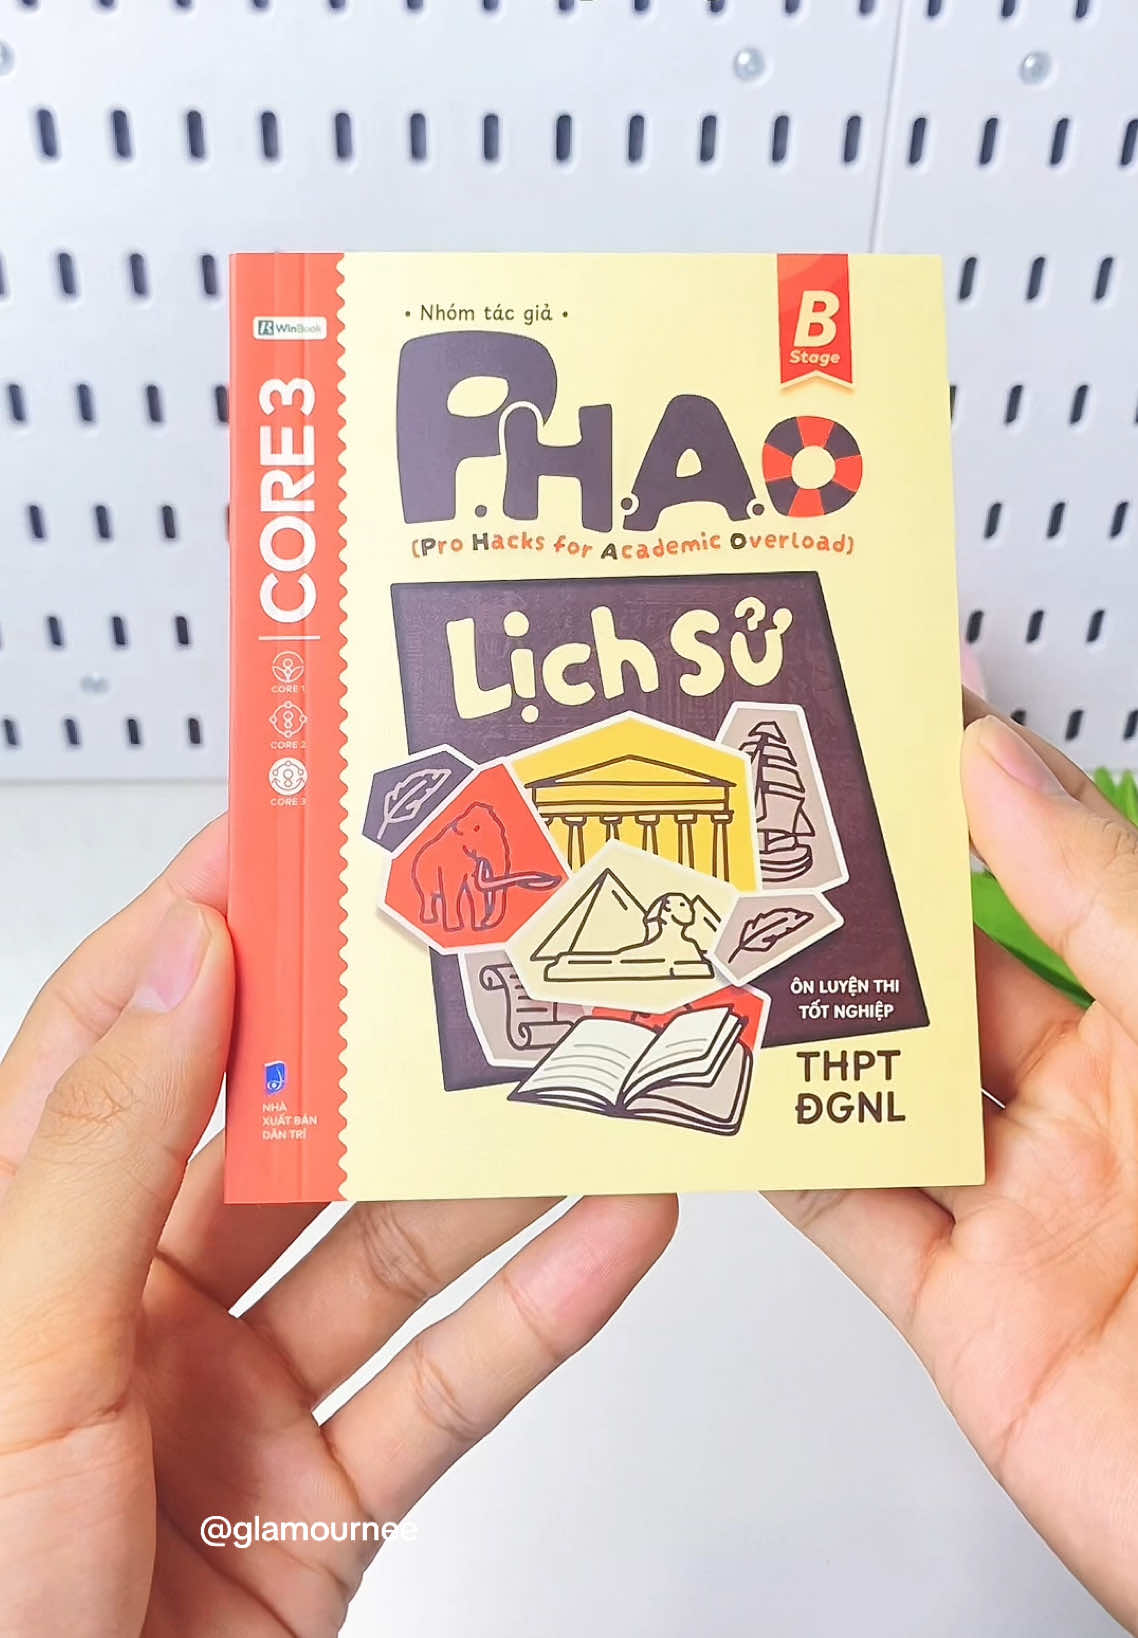 WinBook
CORE 3
CORE 1
CORE 2
CORE 3
NHÀ
XUẤT BẢN
DÂN TRÍ
• Nhóm tác giả •
B
Stage
P.H.A.O
(Pro Hacks for Academic Overload)
Lịch sử
ÔN LUYỆN THI
TỐT NGHIỆP
THPT
ĐGNL
@glamournee